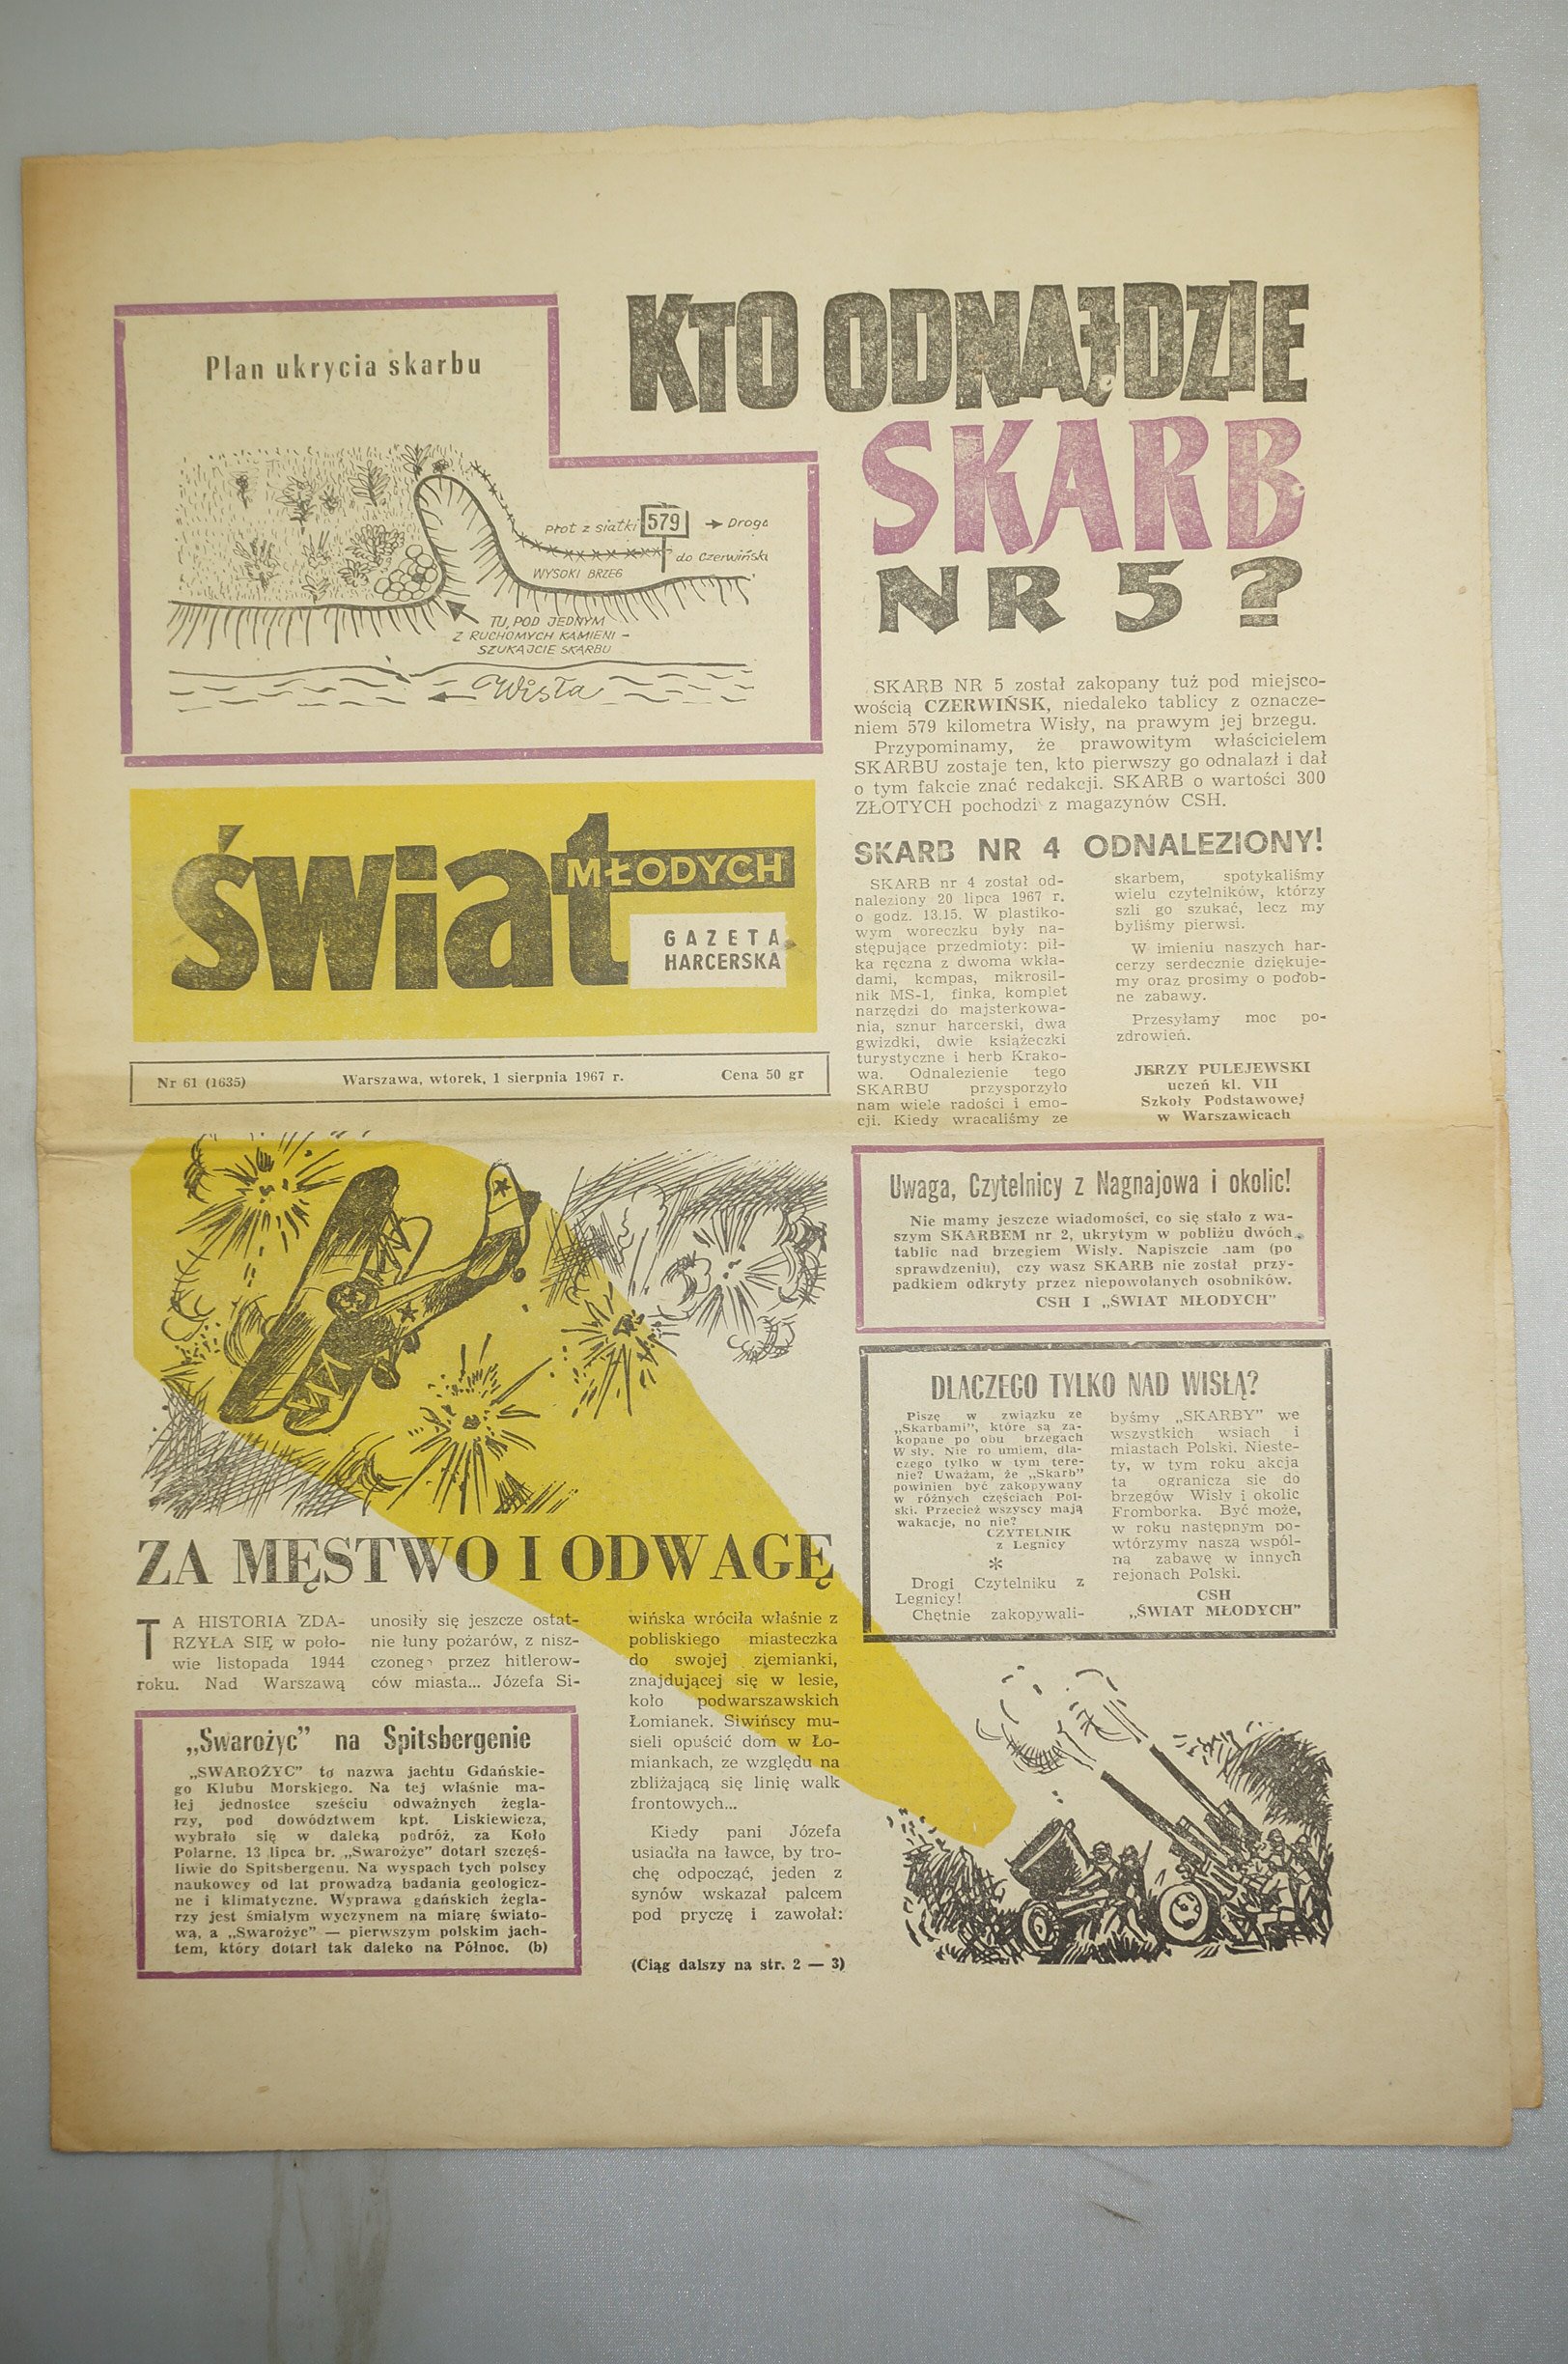 Plan ukrycia skarbu
płot z siatki 579 → Droga
do Czerwińska
WYSOKI BRZEG
TU, POD JEDNYM
Z RUCHOMYCH KAMIENI -
SZUKAJCIE SKARBU
Wisła
KTO ODNAJDZIE
SKARB
NR 5?
SKARB NR 5 został zakopany tuż pod miejsco-
wością CZERWIŃSK, niedaleko tablicy z oznacze-
niem 579 kilometra Wisły, na prawym jej brzegu.
Przypominamy, że prawowitym właścicielem
SKARBU zostaje ten, kto pierwszy go odnalazł i dał
o tym fakcie znać redakcji. SKARB o wartości 300
ZŁOTYCH pochodzi z magazynów CSH.
świat
MŁODYCH
GAZETA
HARCERSKA
Nr 61 (1635) Warszawa, wtorek, 1 sierpnia 1967 r. Cena 50 gr
SKARB NR 4 ODNALEZIONY!
SKARB nr 4 został od-
naleziony 20 lipca 1967 r.
o godz. 13.15. W plastiko-
wym woreczku były na-
stępujące przedmioty: pił-
ka ręczna z dwoma wkła-
dami, kompas, mikrosil-
nik MS-1, finka, komplet
narzędzi do majsterkowa-
nia, sznur harcerski, dwa
gwizdki, dwie książeczki
turystyczne i herb Krako-
wa. Odnalezienie tego
SKARBU przysporzyło
nam wiele radości i emo-
cji. Kiedy wracaliśmy ze
skarbem, spotykaliśmy
wielu czytelników, którzy
szli go szukać, lecz my
byliśmy pierwsi.
W imieniu naszych har-
cerzy serdecznie dziękuje-
my oraz prosimy o podob-
ne zabawy.
Przesyłamy moc po-
zdrowień.
JERZY PULEJEWSKI
uczeń kl. VII
Szkoły Podstawowej
w Warszawicach
Uwaga, Czytelnicy z Nagnajowa i okolic!
Nie mamy jeszcze wiadomości, co się stało z wa-
szym SKARBEM nr 2, ukrytym w pobliżu dwóch
tablic nad brzegiem Wisły. Napiszcie nam (po
sprawdzeniu), czy wasz SKARB nie został przy-
padkiem odkryty przez niepowołanych osobników.
CSH I „ŚWIAT MŁODYCH”
DLACZEGO TYLKO NAD WISŁĄ?
Piszę w związku ze
„Skarbami”, które są za-
kopane po obu brzegach
W sły. Nie ro umiem, dla-
czego tylko w tym tere-
nie? Uważam, że „Skarb”
powinien być zakopywany
w różnych częściach Pol-
ski. Przecież wszyscy mają
wakacje, no nie?
CZYTELNIK
z Legnicy
*
Drogi Czytelniku z
Legnicy!
Chętnie zakopywali-
byśmy „SKARBY” we
wszystkich wsiach i
miastach Polski. Nieste-
ty, w tym roku akcja
ta ogranicza się do
brzegów Wisły i okolic
Fromborka. Być może,
w roku następnym po-
wtórzymy naszą wspól-
ną zabawę w innych
rejonach Polski.
CSH
„ŚWIAT MŁODYCH”
ZA MĘSTWO I ODWAGĘ
TA HISTORIA ZDA-
RZYŁA SIĘ w poło-
wie listopada 1944
roku. Nad Warszawą
unosiły się jeszcze ostat-
nie łuny pożarów, z nisz-
czonego przez hitlerow-
ców miasta... Józefa Si-
wińska wróciła właśnie z
pobliskiego miasteczka
do swojej ziemianki,
znajdującej się w lesie,
koło podwarszawskich
Łomianek. Siwińscy mu-
sieli opuścić dom w Ło-
miankach, ze względu na
zbliżającą się linię walk
frontowych...
Kiedy pani Józefa
usiadła na ławce, by tro-
chę odpocząć, jeden z
synów wskazał palcem
pod pryczę i zawołał:
(Ciąg dalszy na str. 2 — 3)
„Swarożyc” na Spitsbergenie
„SWAROŻYC” to nazwa jachtu Gdańskie-
go Klubu Morskiego. Na tej właśnie ma-
łej jednostce sześciu odważnych żegla-
rzy, pod dowództwem kpt. Liskiewicza,
wybrało się w daleką podróż, za Koło
Polarne. 13 lipca br. „Swarożyc” dotarł szczęś-
liwie do Spitsbergenu. Na wyspach tych polscy
naukowcy od lat prowadzą badania geologicz-
ne i klimatyczne. Wyprawa gdańskich żegla-
rzy jest śmiałym wyczynem na miarę świato-
wą, a „Swarożyc” — pierwszym polskim jach-
tem, który dotarł tak daleko na Północ. (b)